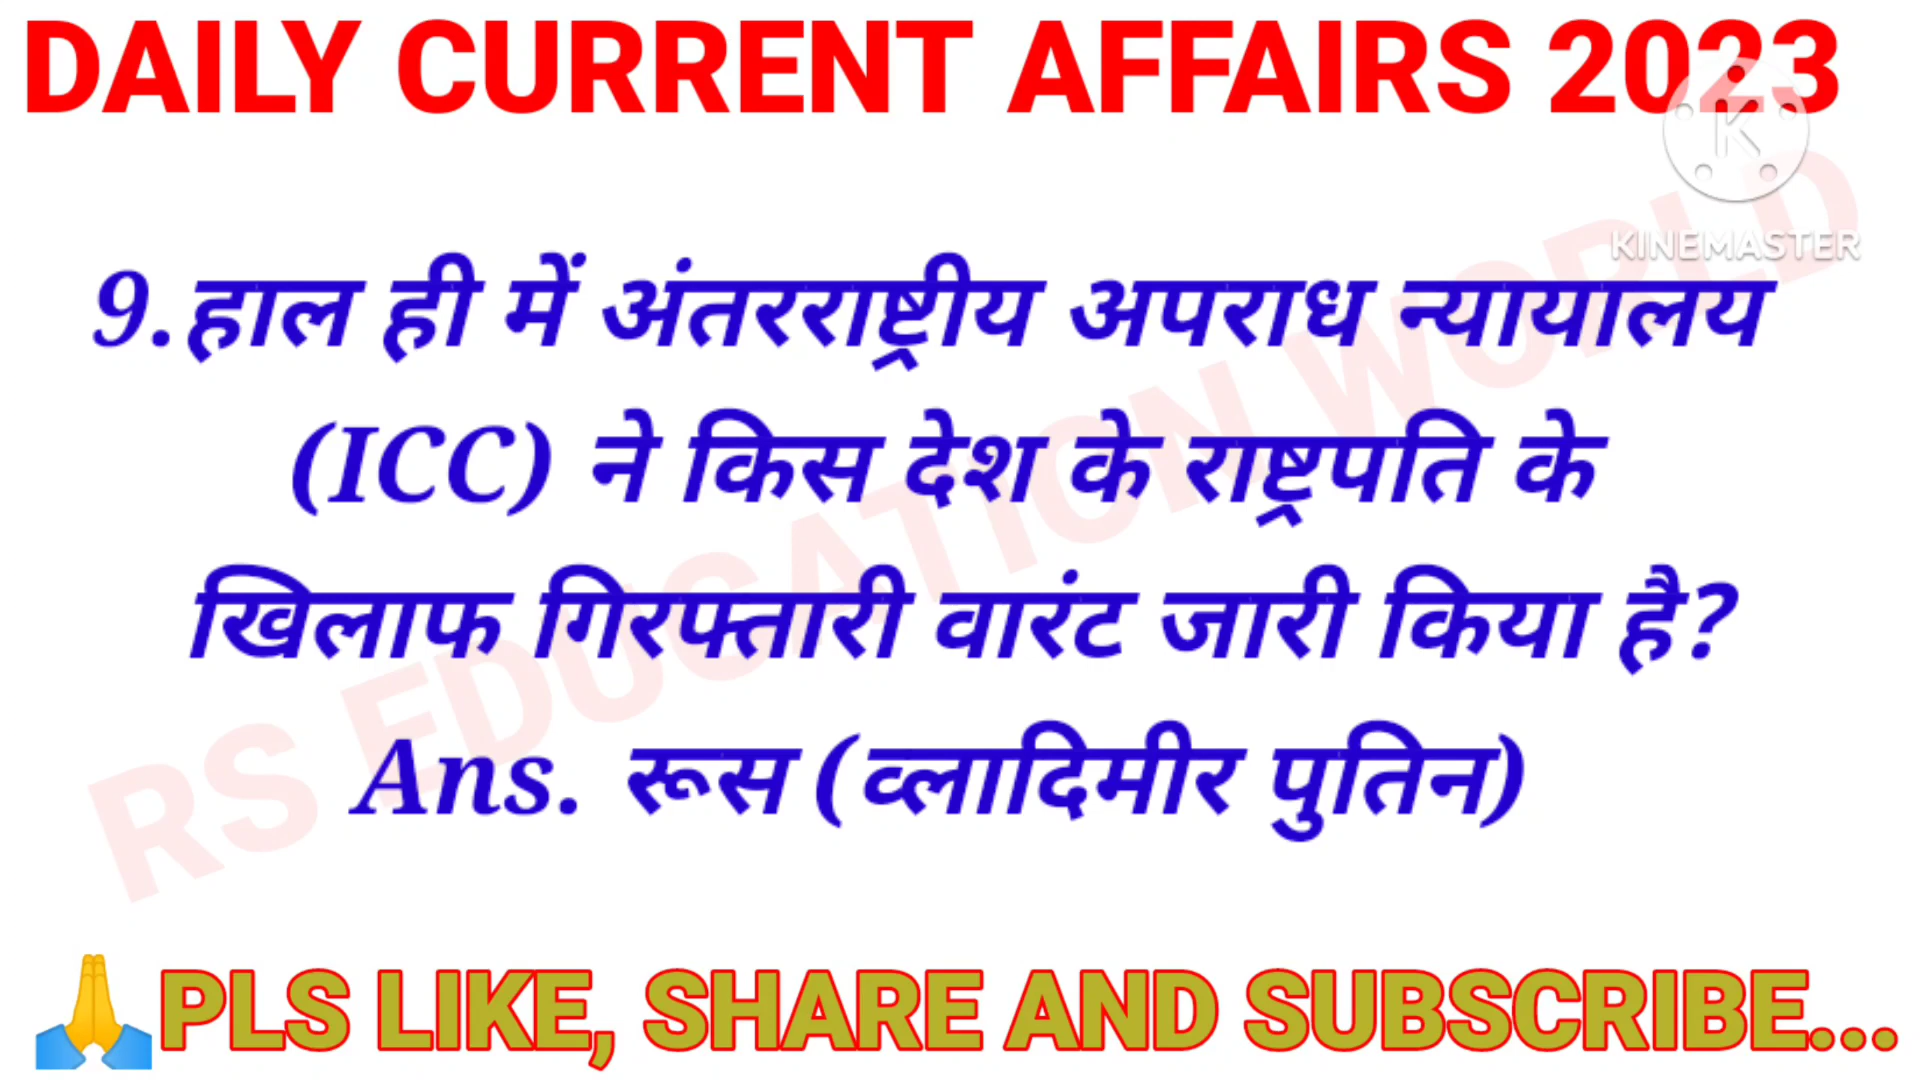 DAILY CURRENT AFFAIRS 2023
KINEMASTER
9.हाल ही में अंतरराष्ट्रीय अपराध न्यायालय
(ICC) ने किस देश के राष्ट्रपति के
खिलाफ गिरफ्तारी वारंट जारी किया है?
Ans. रूस (व्लादिमीर पुतिन)
RS EDUCATION WORLD
🙏PLS LIKE, SHARE AND SUBSCRIBE...